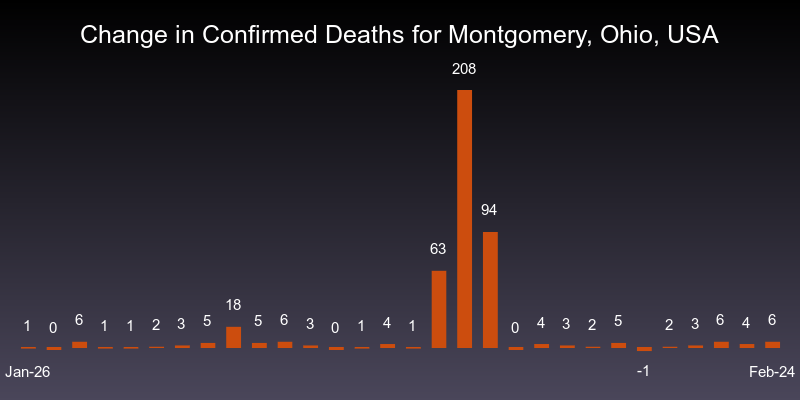 Change in Confirmed Deaths for Montgomery, Ohio, USA
208
94
63
18
1 0 6 1 1 2 3 5 5 6 3 0 1 4 1 0 4 3 2 5 2 3 6 4 6
-1
Jan-26 Feb-24